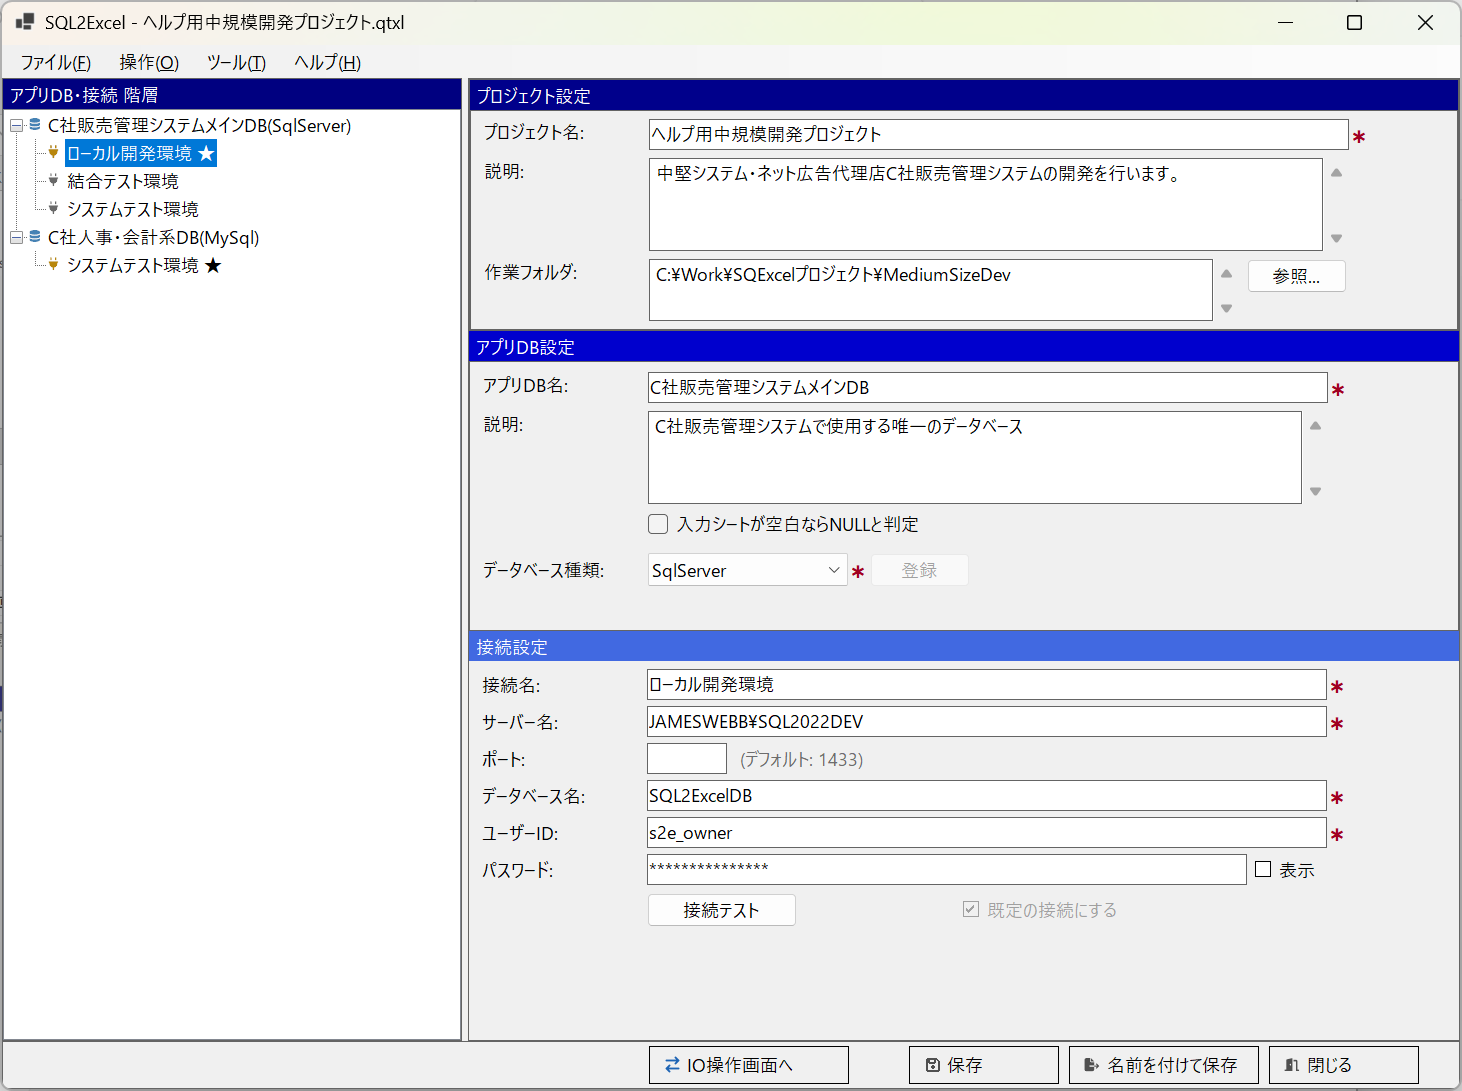 SQL2Excel - ヘルプ用中規模開発プロジェクト.qtxl
ファイル(F) 操作(O) ツール(T) ヘルプ(H)
アプリDB・接続 階層
C社販売管理システムメインDB(SqlServer)
ローカル開発環境 ★
結合テスト環境
システムテスト環境
C社人事・会計系DB(MySql)
システムテスト環境 ★
プロジェクト設定
プロジェクト名: ヘルプ用中規模開発プロジェクト *
説明: 中堅システム・ネット広告代理店C社販売管理システムの開発を行います。
作業フォルダ: C:¥Work¥SQExcelプロジェクト¥MediumSizeDev 参照...
アプリDB設定
アプリDB名: C社販売管理システムメインDB *
説明: C社販売管理システムで使用する唯一のデータベース
入力シートが空白ならNULLと判定
データベース種類: SqlServer * 登録
接続設定
接続名: ローカル開発環境 *
サーバー名: JAMESWEBB¥SQL2022DEV *
ポート: (デフォルト: 1433)
データベース名: SQL2ExcelDB *
ユーザーID: s2e_owner *
パスワード: *************** 表示
接続テスト 既定の接続にする
IO操作画面へ 保存 名前を付けて保存 閉じる